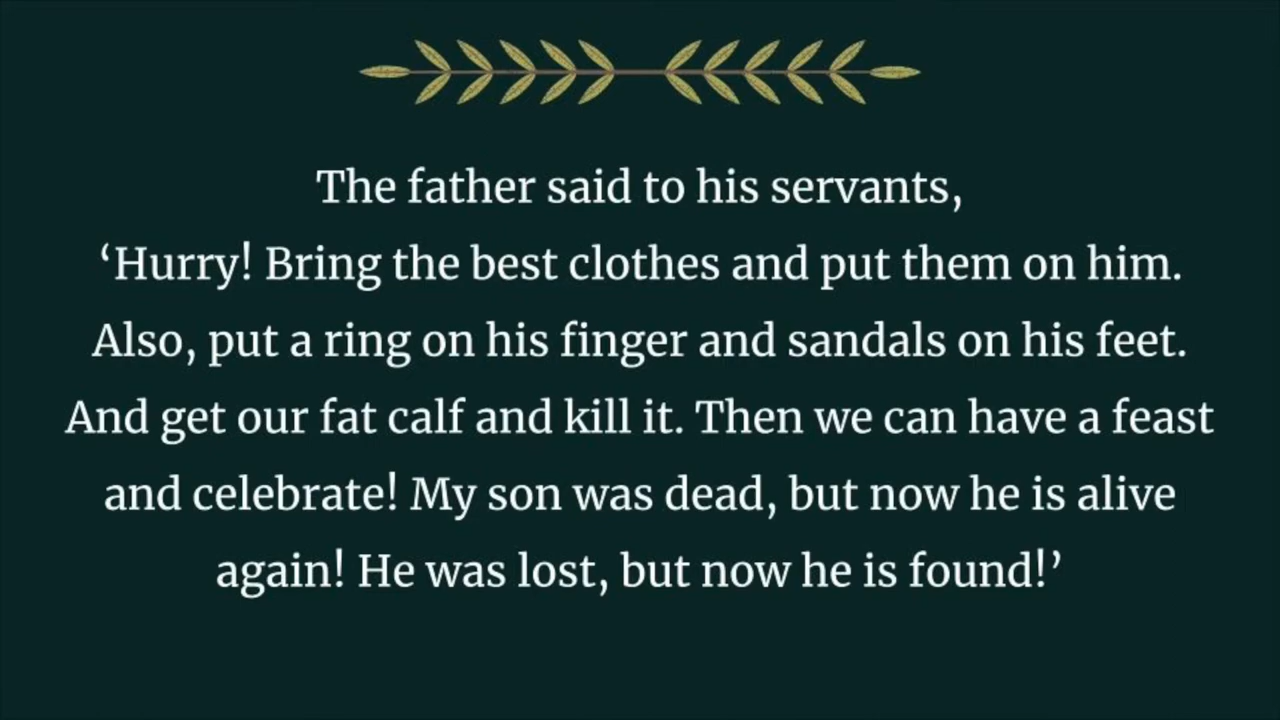 The father said to his servants,
‘Hurry! Bring the best clothes and put them on him.
Also, put a ring on his finger and sandals on his feet.
And get our fat calf and kill it. Then we can have a feast
and celebrate! My son was dead, but now he is alive
again! He was lost, but now he is found!’